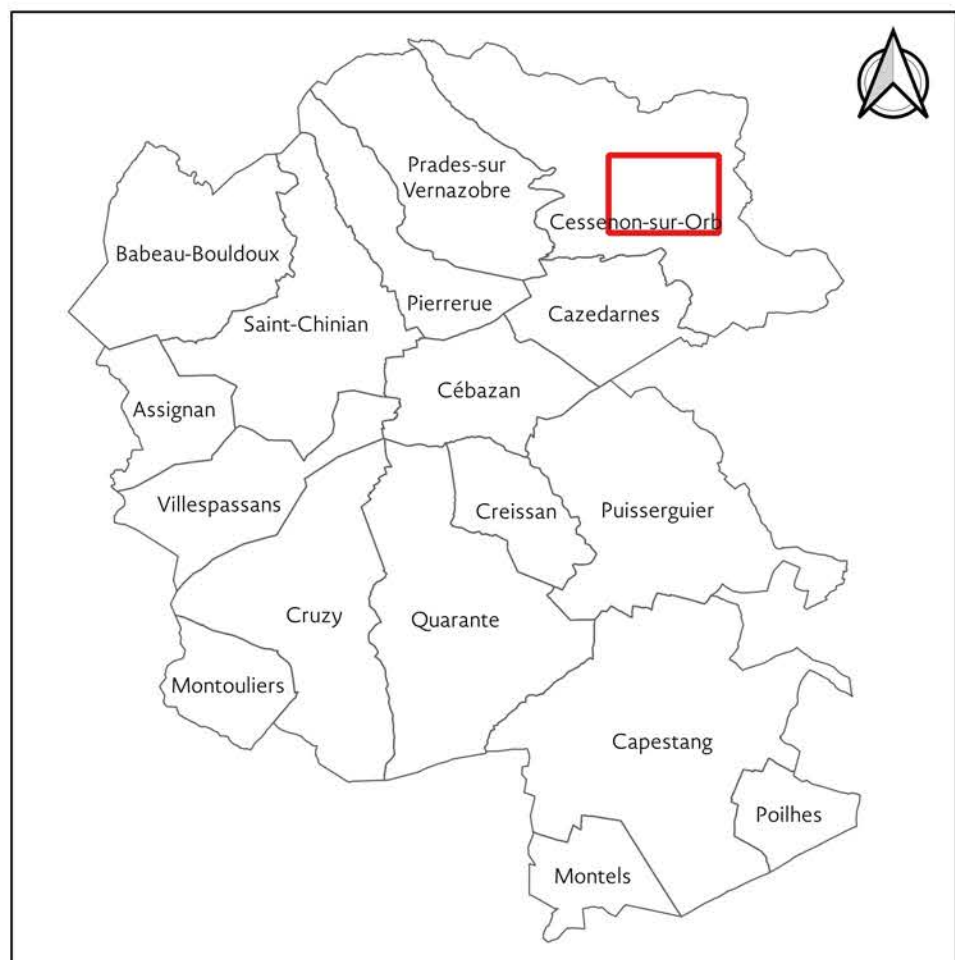 Prades-sur
Vernazobre
Cessenon-sur-Orb
Babeau-Bouldoux
Pierrerue
Cazedarnes
Saint-Chinian
Cébazan
Assignan
Villespassans
Creissan
Puisserguier
Cruzy
Quarante
Montouliers
Capestang
Poilhes
Montels